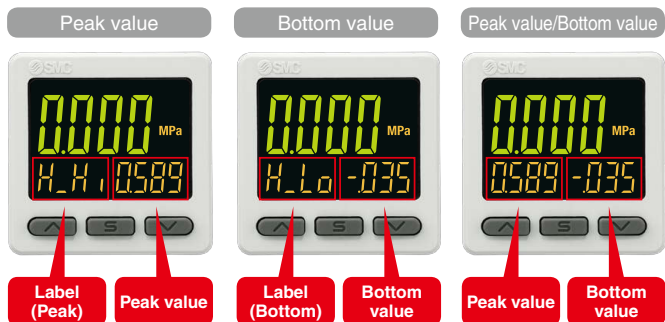 Peak value
Bottom value
Peak value/Bottom value
SMC
0.000 MPa
H_Hi 0.589
S
Label
(Peak)
Peak value
SMC
0.000 MPa
H_Lo -.035
S
Label
(Bottom)
Bottom
value
SMC
0.000 MPa
0.589 -.035
S
Peak value
Bottom
value